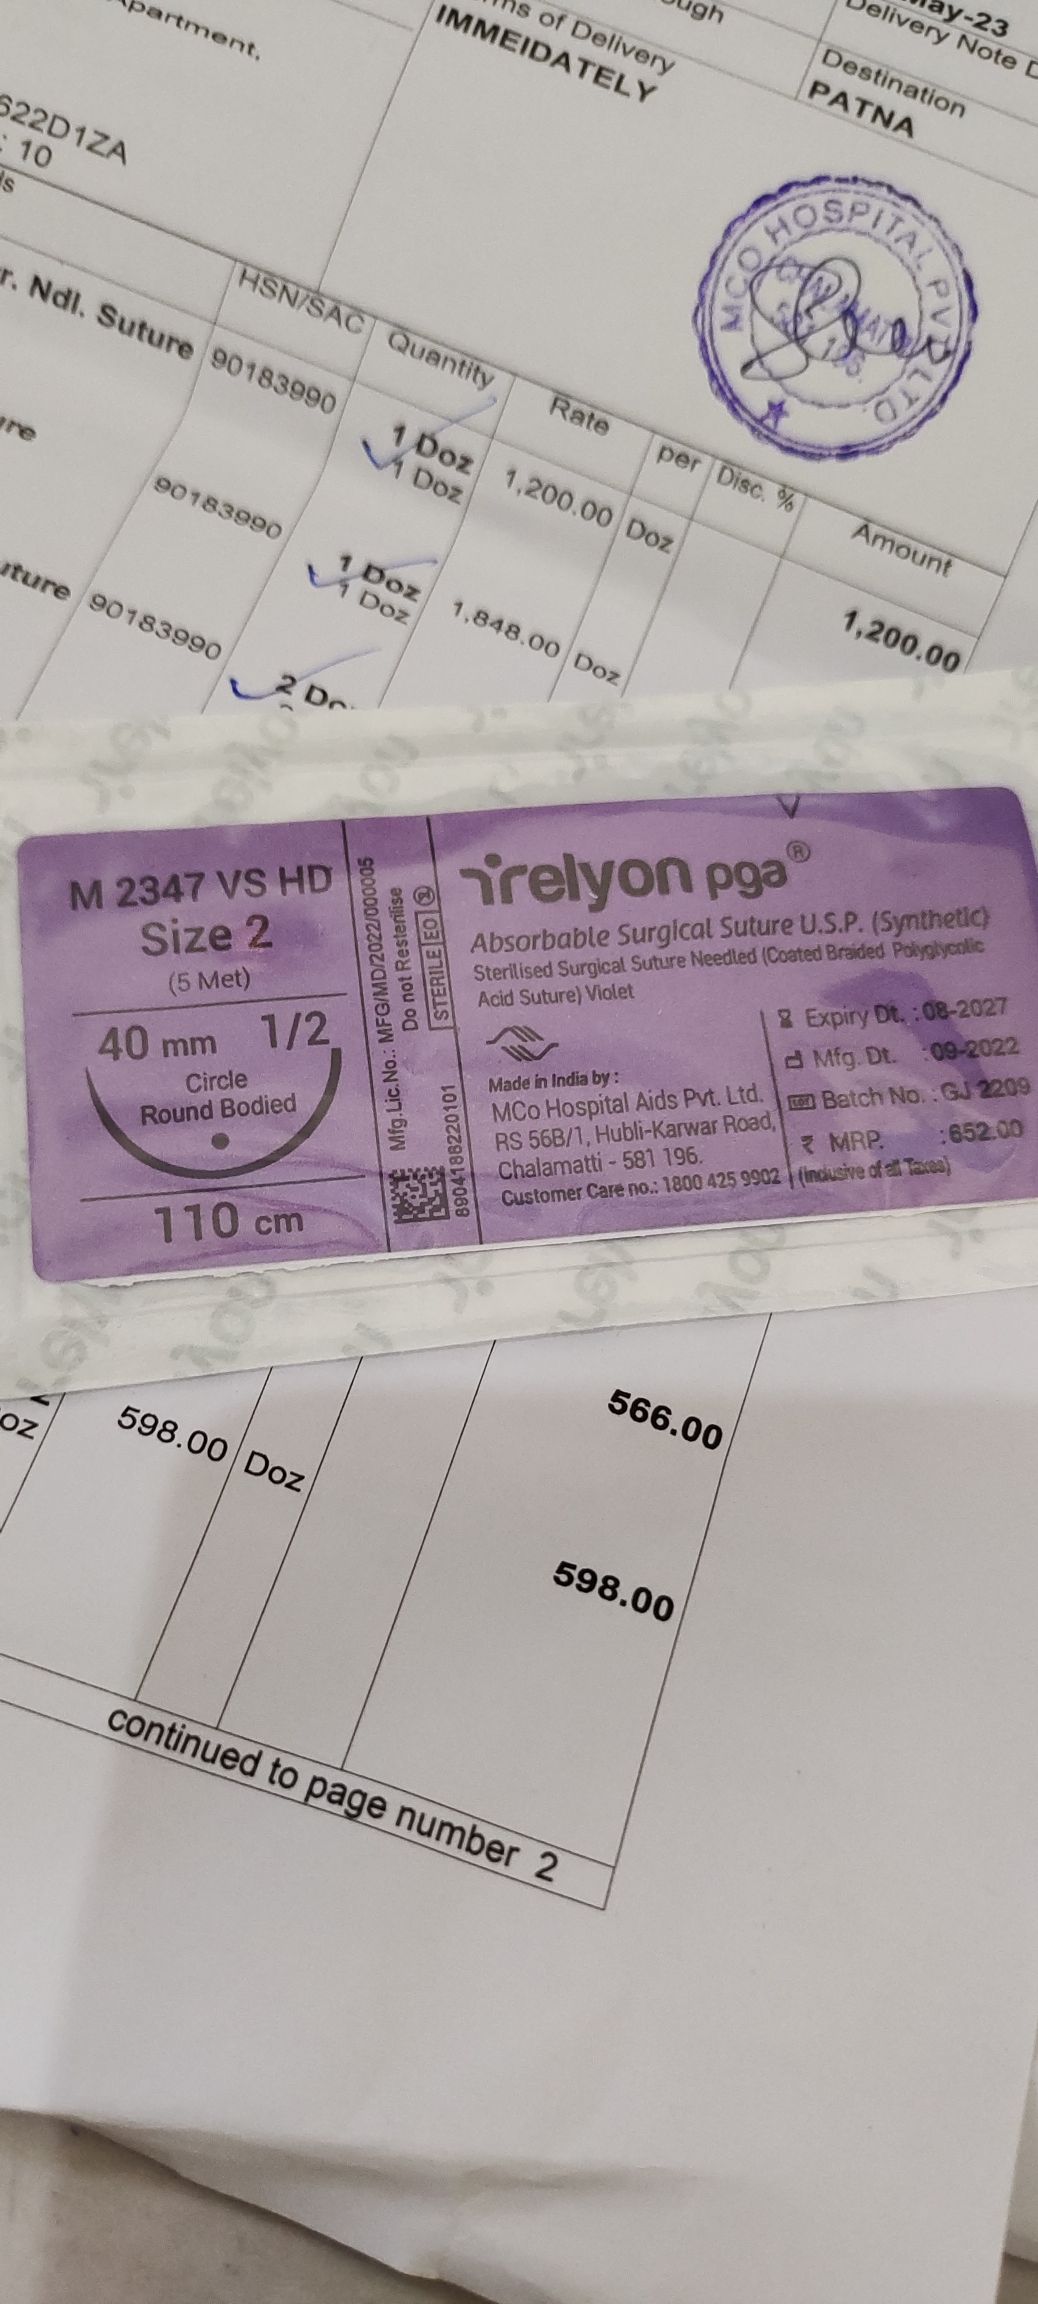 May-23
ms of Delivery
IMMEIDATELY
Delivery Note D
Destination
PATNA
partment,
622D1ZA
: 10
ls
MCO HOSPITAL PVT LTD.
HSN/SAC
Quantity
Rate
per
Disc. %
Amount
r. Ndl. Suture
90183990
1 Doz
1 Doz
1,200.00
Doz
1,200.00
ure
90183990
1 Doz
1 Doz
1,848.00
Doz
uture
90183990
2 Do
M 2347 VS HD
Size 2
(5 Met)
40 mm 1/2
Circle
Round Bodied
110 cm
Mfg.Lic.No.: MFG/MD/2022/000005
Do not Resterilise
STERILE EO
8904188220101
relyon pga®
Absorbable Surgical Suture U.S.P. (Synthetic)
Sterilised Surgical Suture Needled (Coated Braided Polyglycolic
Acid Suture) Violet
Made in India by :
MCo Hospital Aids Pvt. Ltd.
RS 56B/1, Hubli-Karwar Road,
Chalamatti - 581 196.
Customer Care no.: 1800 425 9902
Expiry Dt. : 08-2027
Mfg. Dt. : 09-2022
Batch No. : GJ 2209
₹ MRP. : 652.00
(Inclusive of all Taxes)
566.00
oz
598.00
Doz
598.00
continued to page number 2